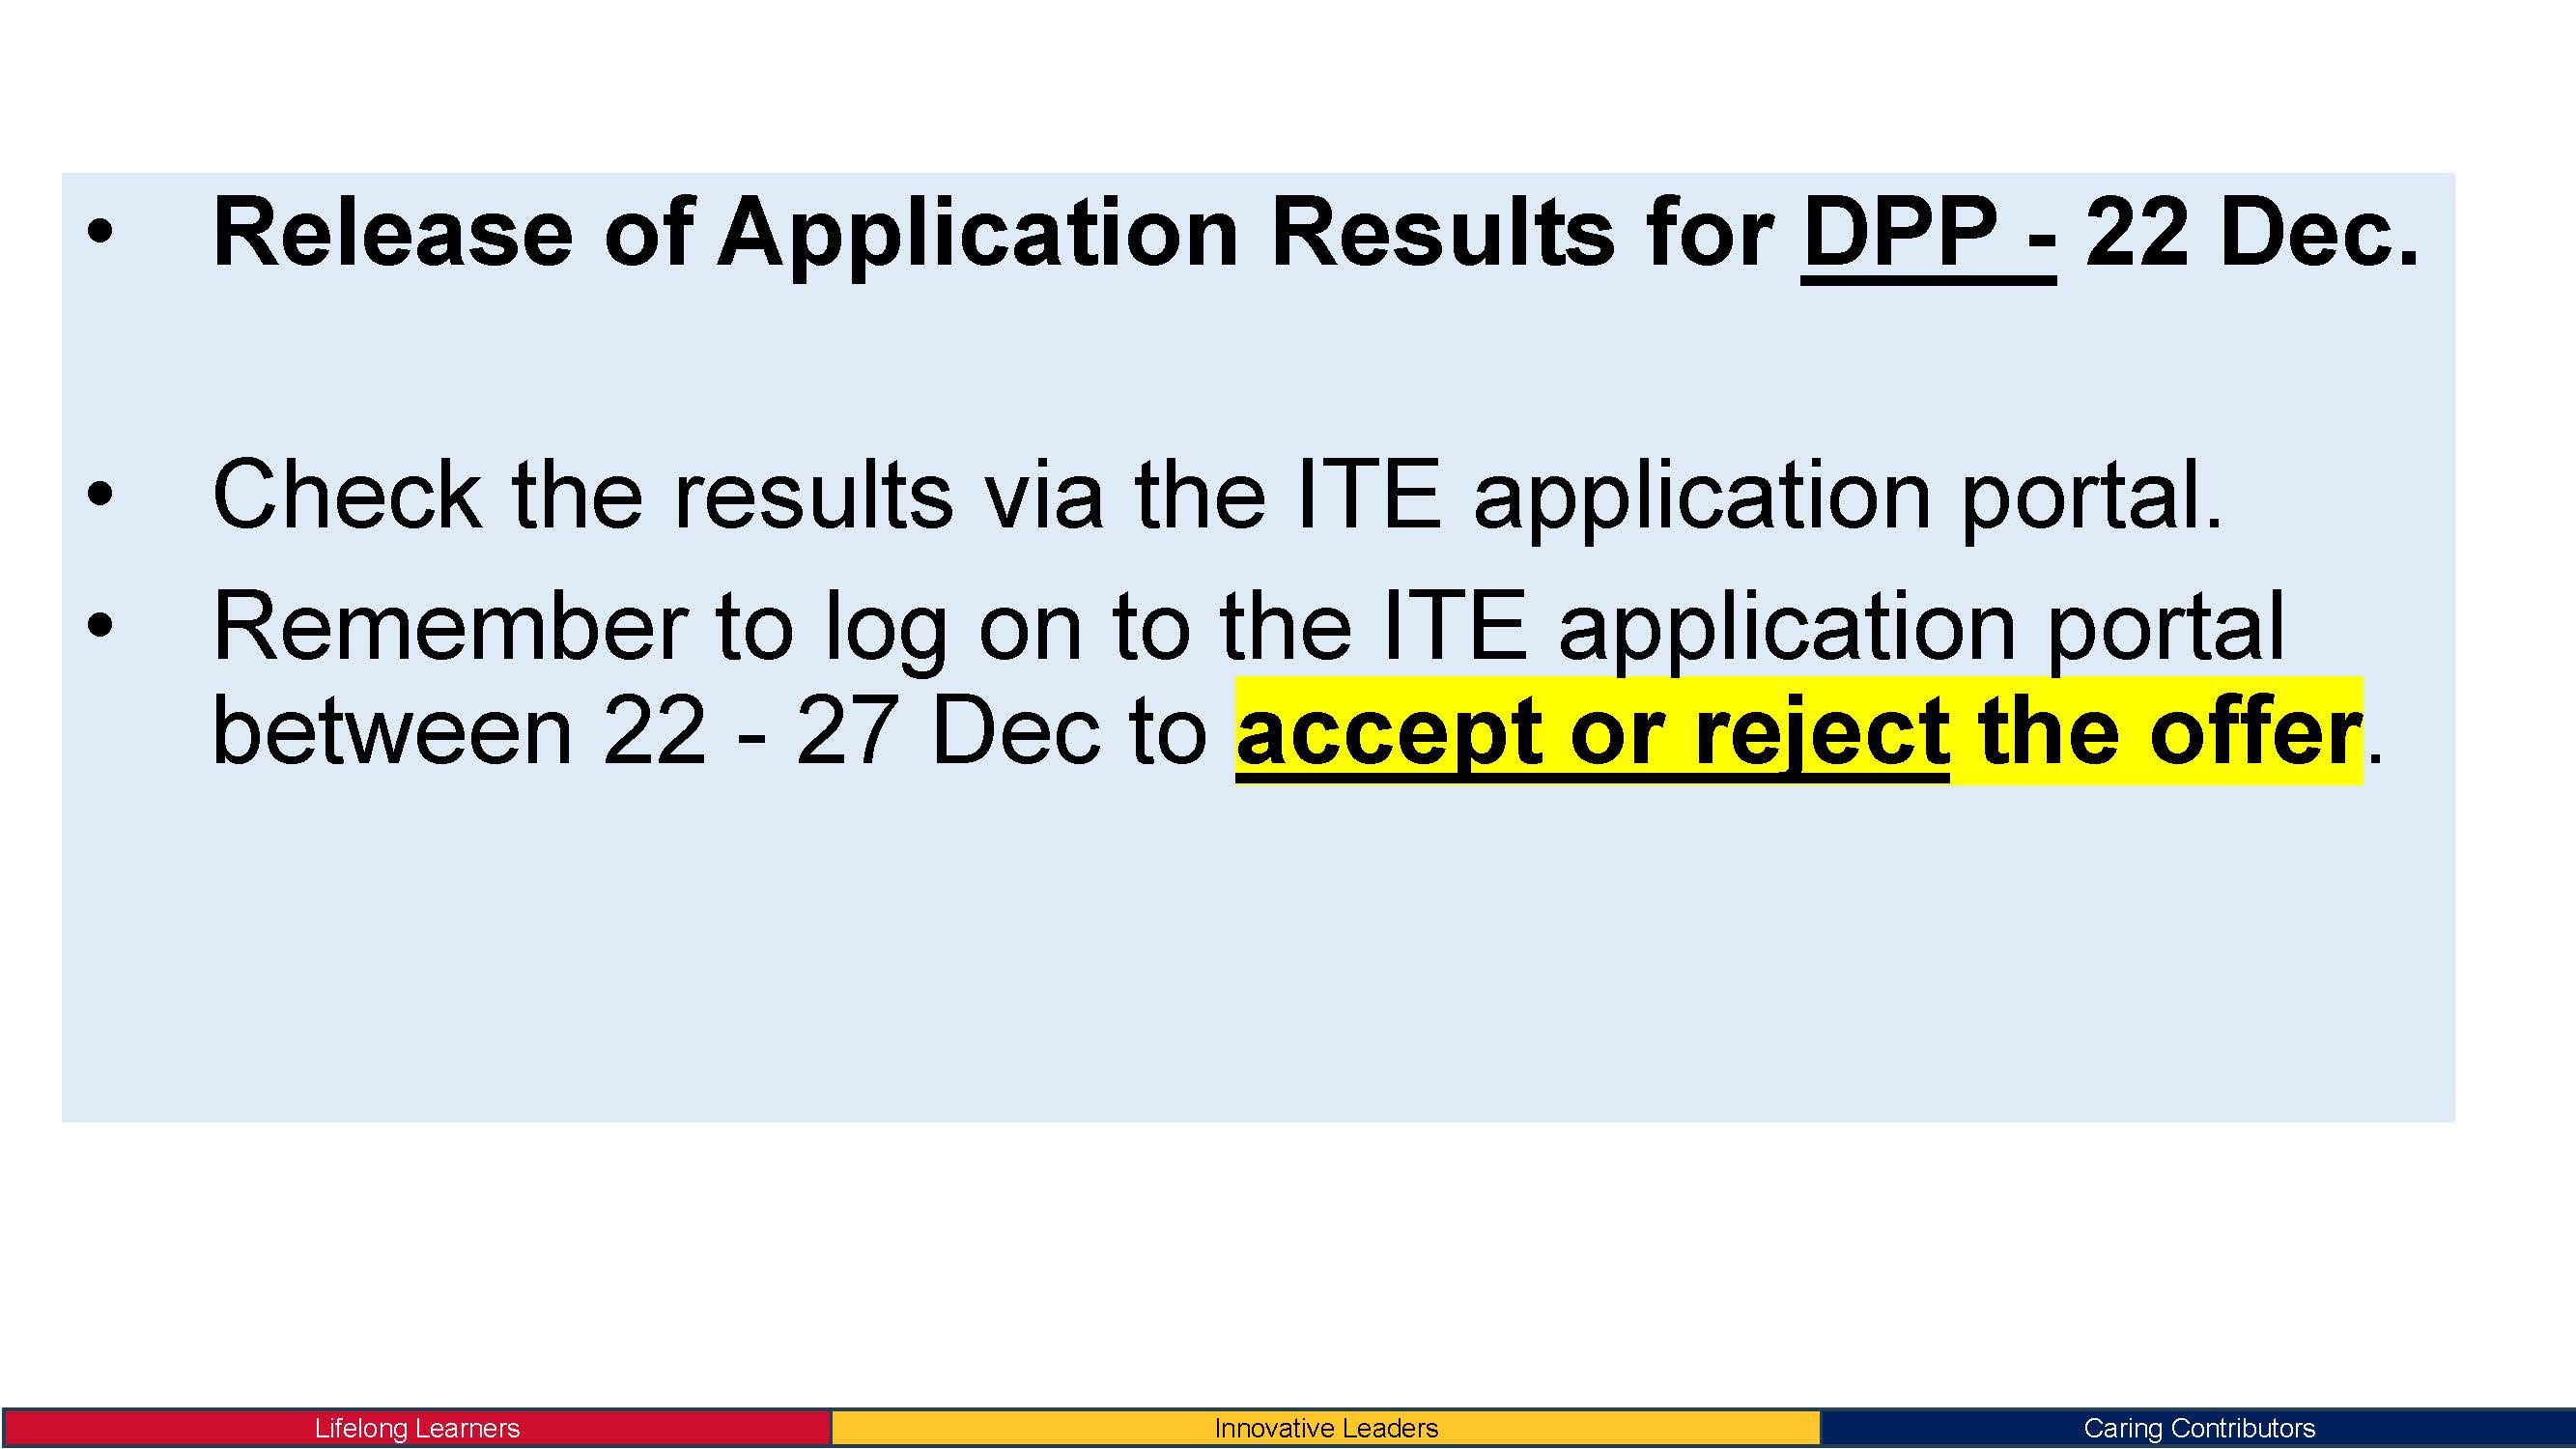 • Release of Application Results for DPP - 22 Dec.
• Check the results via the ITE application portal.
• Remember to log on to the ITE application portal
between 22 - 27 Dec to accept or reject the offer.
Lifelong Learners
Innovative Leaders
Caring Contributors